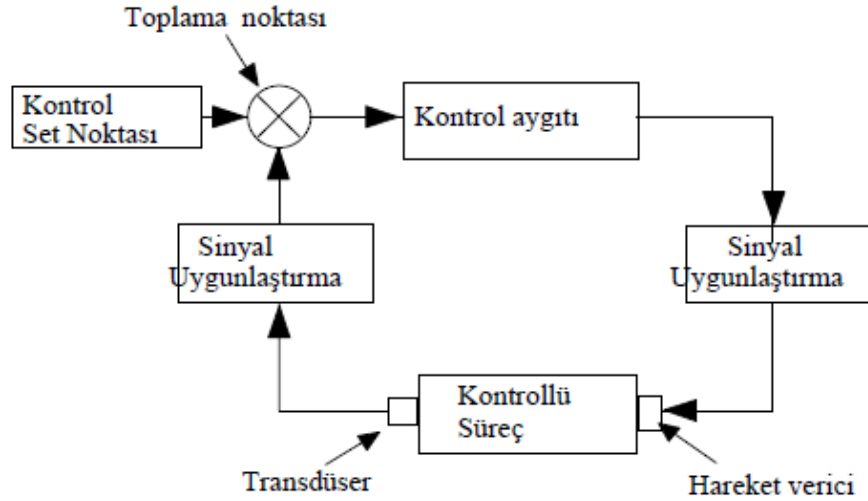 Toplama noktası
Kontrol
Set Noktası
Kontrol aygıtı
Sinyal
Uygunlaştırma
Sinyal
Uygunlaştırma
Kontrollü
Süreç
Transdüser
Hareket verici